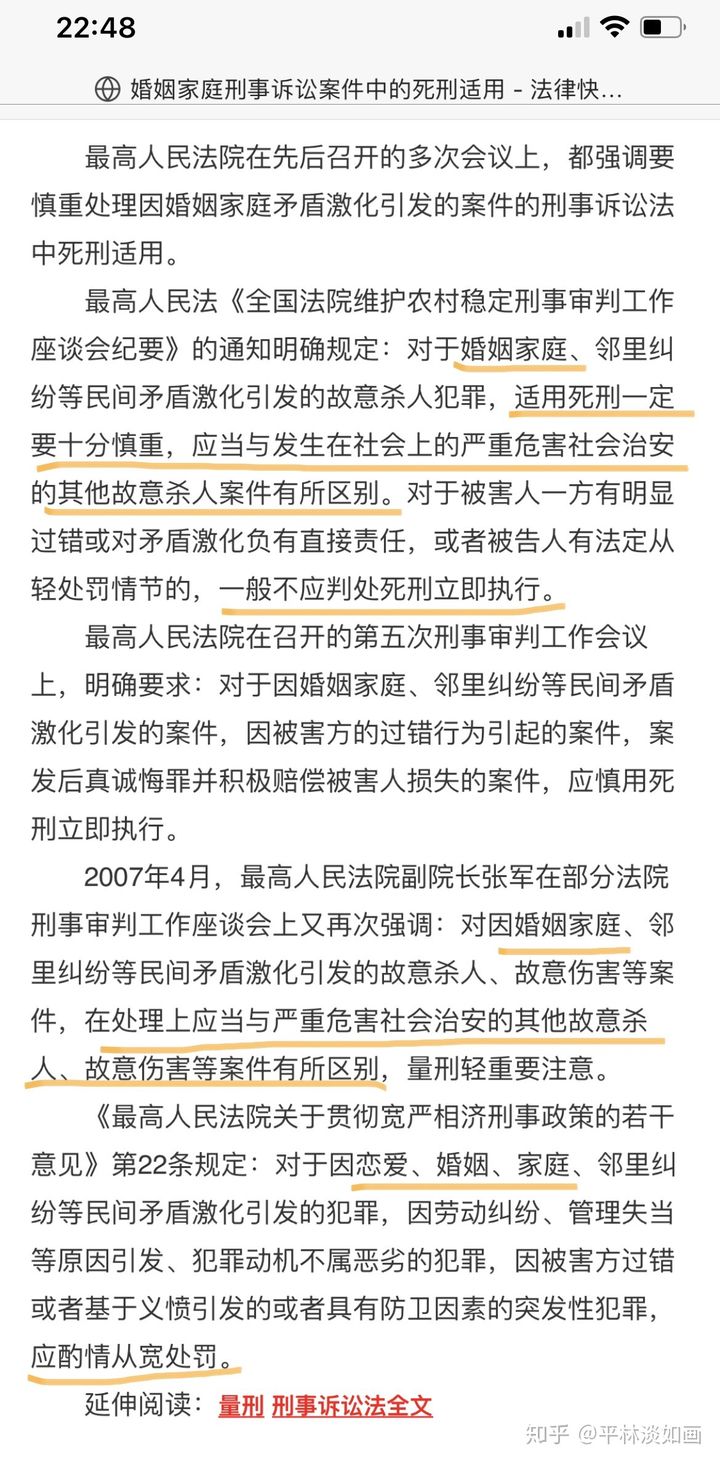 22:48
婚姻家庭刑事诉讼案件中的死刑适用 - 法律快…
最高人民法院在先后召开的多次会议上，都强调要
慎重处理因婚姻家庭矛盾激化引发的案件的刑事诉讼法
中死刑适用。
最高人民法《全国法院维护农村稳定刑事审判工作
座谈会纪要》的通知明确规定：对于婚姻家庭、邻里纠
纷等民间矛盾激化引发的故意杀人犯罪，适用死刑一定
要十分慎重，应当与发生在社会上的严重危害社会治安
的其他故意杀人案件有所区别。对于被害人一方有明显
过错或对矛盾激化负有直接责任，或者被告人有法定从
轻处罚情节的，一般不应判处死刑立即执行。
最高人民法院在召开的第五次刑事审判工作会议
上，明确要求：对于因婚姻家庭、邻里纠纷等民间矛盾
激化引发的案件，因被害方的过错行为引起的案件，案
发后真诚悔罪并积极赔偿被害人损失的案件，应慎用死
刑立即执行。
2007年4月，最高人民法院副院长张军在部分法院
刑事审判工作座谈会上又再次强调：对因婚姻家庭、邻
里纠纷等民间矛盾激化引发的故意杀人、故意伤害等案
件，在处理上应当与严重危害社会治安的其他故意杀
人、故意伤害等案件有所区别，量刑轻重要注意。
《最高人民法院关于贯彻宽严相济刑事政策的若干
意见》第22条规定：对于因恋爱、婚姻、家庭、邻里纠
纷等民间矛盾激化引发的犯罪，因劳动纠纷、管理失当
等原因引发、犯罪动机不属恶劣的犯罪，因被害方过错
或者基于义愤引发的或者具有防卫因素的突发性犯罪，
应酌情从宽处罚。
延伸阅读：量刑 刑事诉讼法全文
知乎 @平林淡如画